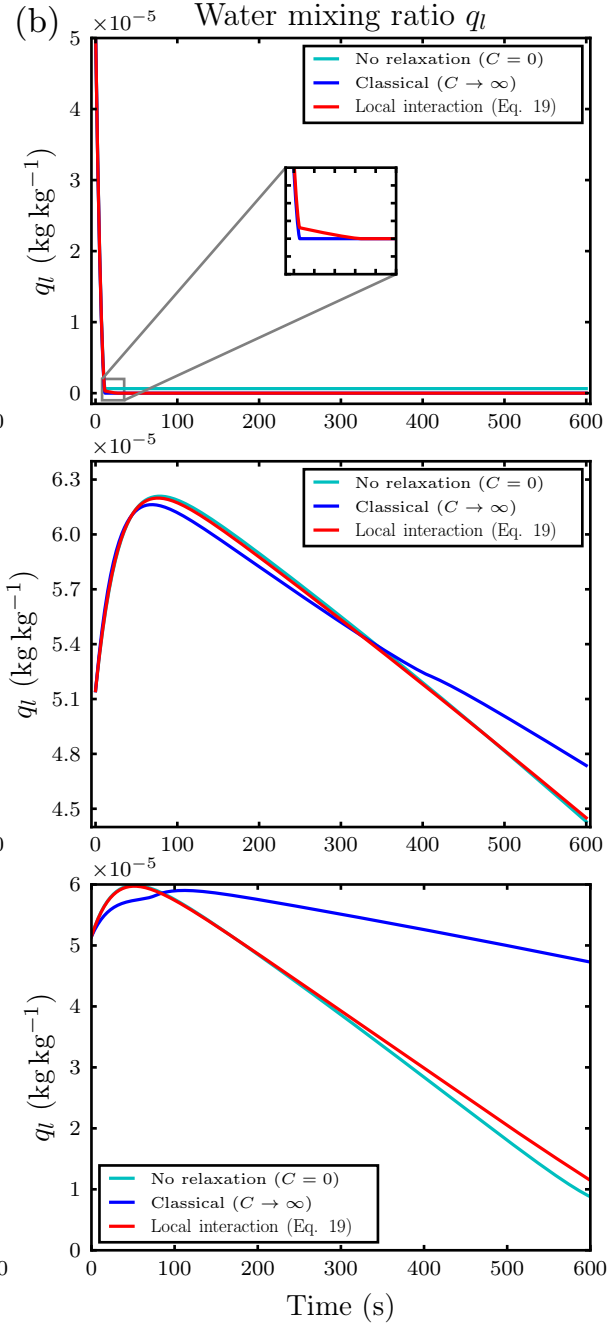 (b)
Water mixing ratio q_l
×10⁻⁵
5
4
3
2
1
0
q_l (kg kg⁻¹)
No relaxation (C = 0)
Classical (C → ∞)
Local interaction (Eq. 19)
0 100 200 300 400 500 600
0
×10⁻⁵
6.3
6.0
5.7
5.4
5.1
4.8
4.5
q_l (kg kg⁻¹)
No relaxation (C = 0)
Classical (C → ∞)
Local interaction (Eq. 19)
0 100 200 300 400 500 600
0
×10⁻⁵
6
5
4
3
2
1
0
q_l (kg kg⁻¹)
No relaxation (C = 0)
Classical (C → ∞)
Local interaction (Eq. 19)
0 0 100 200 300 400 500 600
Time (s)